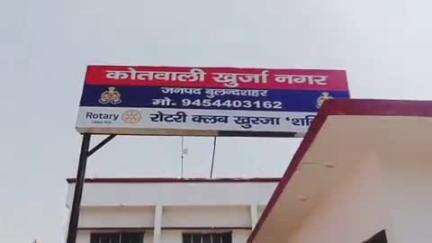 कोतवाली खुर्जा नगर
जनपद बुलन्दशहर
मो. 9454403162
Rotary रोटरी क्लब खुरजा